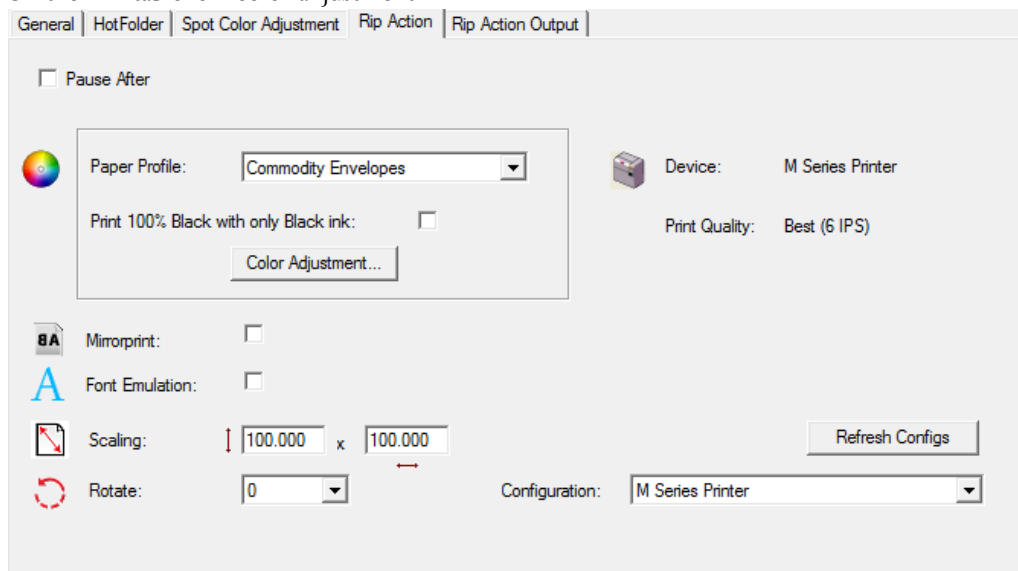 General HotFolder Spot Color Adjustment Rip Action Rip Action Output
Pause After
Paper Profile: Commodity Envelopes Device: M Series Printer
Print 100% Black with only Black ink: Print Quality: Best (6 IPS)
Color Adjustment...
AB Mirrorprint:
A Font Emulation:
Scaling: 100.000 x 100.000 Refresh Configs
Rotate: 0 Configuration: M Series Printer